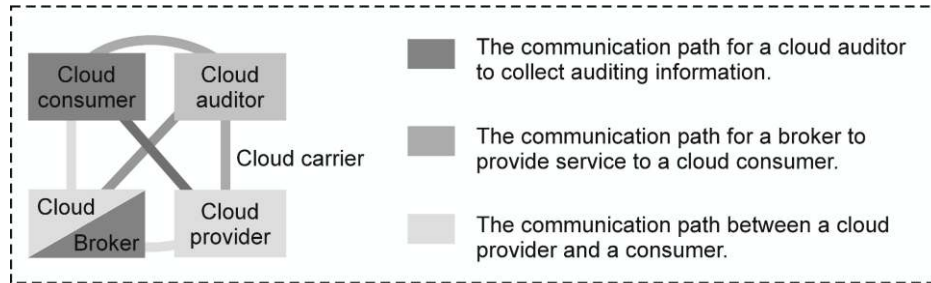 Cloud
consumer
Cloud
auditor
Cloud carrier
Cloud
Broker
Cloud
provider
The communication path for a cloud auditor
to collect auditing information.
The communication path for a broker to
provide service to a cloud consumer.
The communication path between a cloud
provider and a consumer.